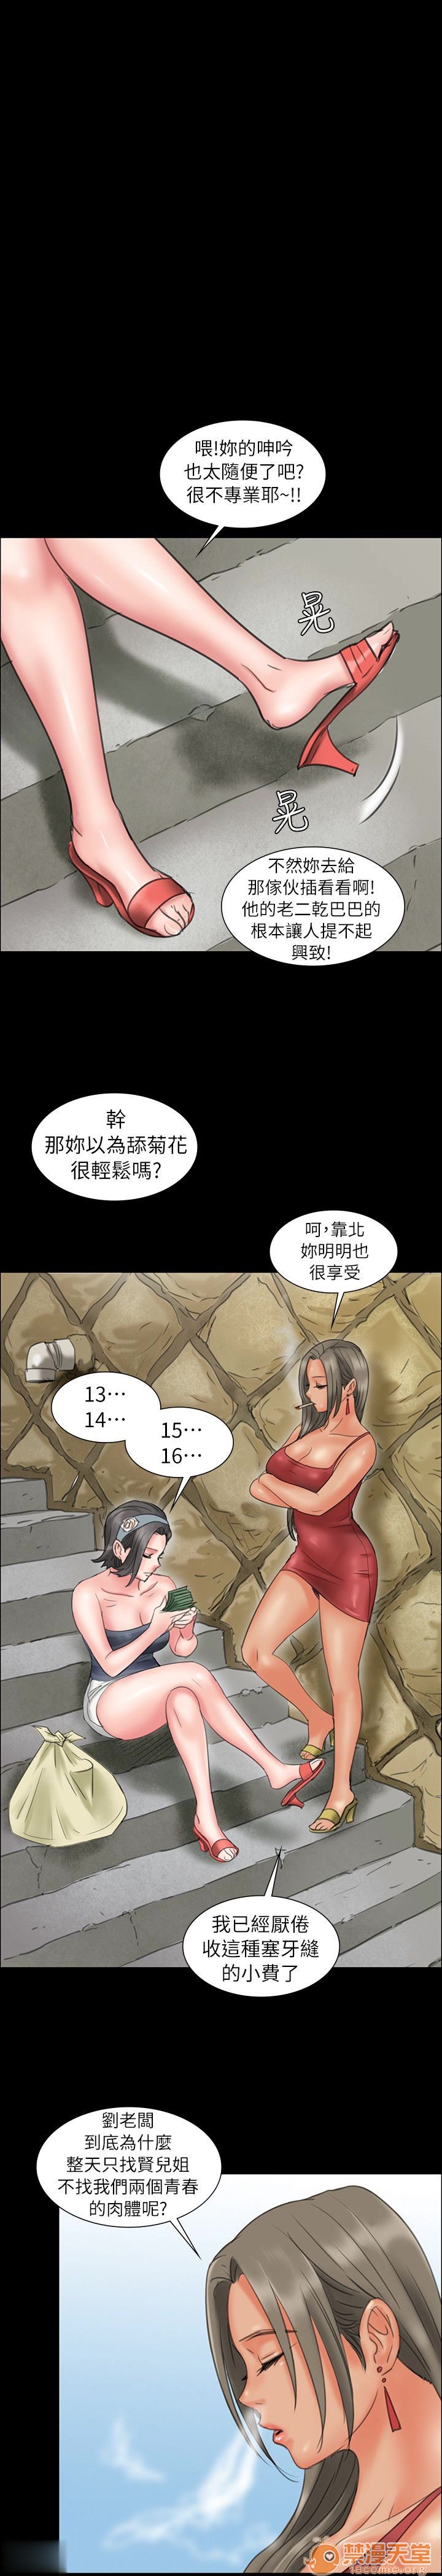 喂!妳的呻吟
也太隨便了吧?
很不專業耶~!!
晃
晃
不然妳去給
那傢伙插看看啊!
他的老二乾巴巴的
根本讓人提不起
興致!
幹
那妳以為舔菊花
很輕鬆嗎?
呵,靠北
妳明明也
很享受
13⋯
14⋯
15⋯
16⋯
我已經厭倦
收這種塞牙縫
的小費了
劉老闆
到底為什麼
整天只找賢兒姐
不找我們兩個青春
的肉體呢?
禁漫天堂
18comic.org